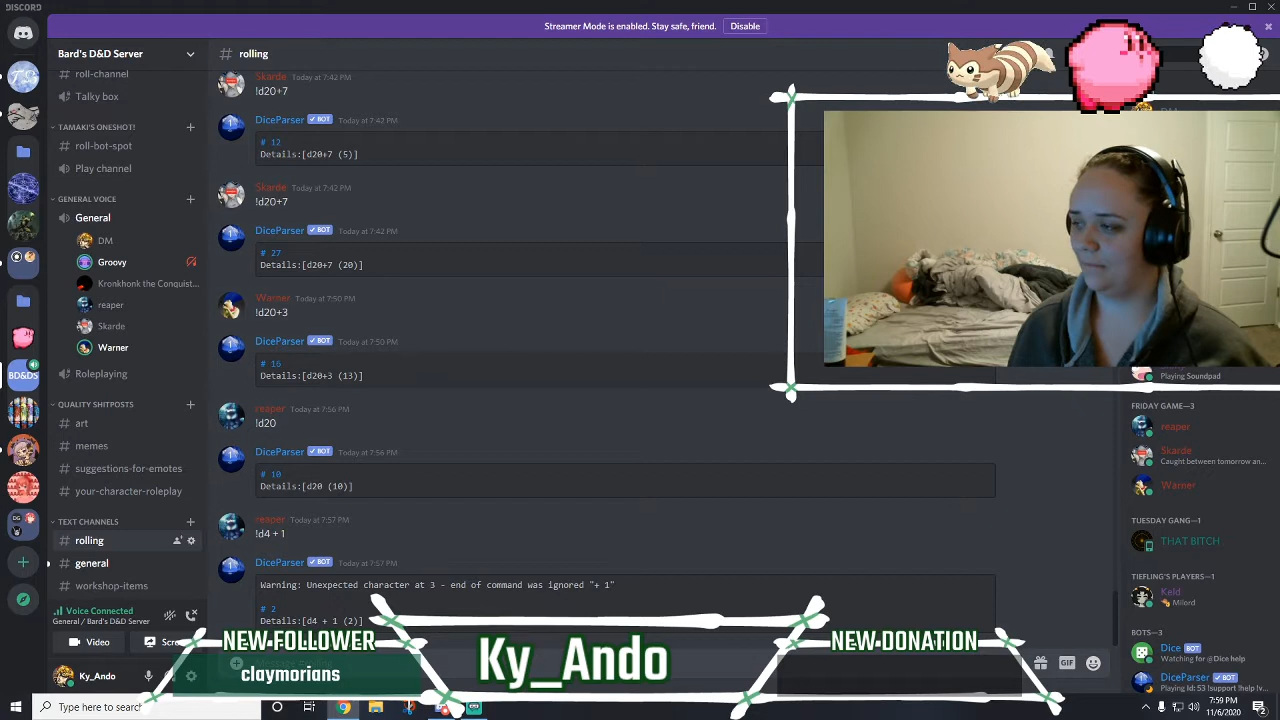 DISCORD
Streamer Mode is enabled. Stay safe, friend. Disable
Bard's D&D Server
# rolling
# roll-channel
Talky box
TAMAKI'S ONESHOT!
# roll-bot-spot
Play channel
GENERAL VOICE
General
DM
Groovy
Kronkhonk the Conquist...
reaper
Skarde
Warner
Roleplaying
QUALITY SHITPOSTS
# art
# memes
# suggestions-for-emotes
# your-character-roleplay
TEXT CHANNELS
# rolling
# general
# workshop-items
Voice Connected
General / Bard's D&D Server
Video
Scre
Ky_Ando
Skarde Today at 7:42 PM
!d20+7
DiceParser BOT Today at 7:42 PM
# 12
Details:[d20+7 (5)]
Skarde Today at 7:42 PM
!d20+7
DiceParser BOT Today at 7:42 PM
# 27
Details:[d20+7 (20)]
Warner Today at 7:50 PM
!d20+3
DiceParser BOT Today at 7:50 PM
# 16
Details:[d20+3 (13)]
reaper Today at 7:56 PM
!d20
DiceParser BOT Today at 7:56 PM
# 10
Details:[d20 (10)]
reaper Today at 7:57 PM
!d4 + 1
DiceParser BOT Today at 7:57 PM
Warning: Unexpected character at 3 - end of command was ignored "+ 1"
# 2
Details:[d4 + 1 (2)]
GIF
Playing Soundpad
FRIDAY GAME—3
reaper
Skarde
Caught between tomorrow an...
Warner
TUESDAY GANG—1
THAT BITCH
TIEFLING'S PLAYERS—1
Keld
Milord
BOTS—3
Dice BOT
Watching for @Dice help
DiceParser BOT
Playing Id: 53 !support !help !v...
NEW FOLLOWER
claymorians
Ky_Ando
NEW DONATION
Type here to search
7:59 PM
11/6/2020